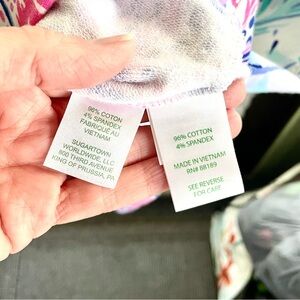 96% COTTON
4% SPANDEX
FABRIQUÉ AU
VIETNAM
SUGARTOWN
WORLDWIDE, LLC
800 THIRD AVENUE
KING OF PRUSSIA, PA
96% COTTON
4% SPANDEX
MADE IN VIETNAM
RN# 88189
SEE REVERSE
FOR CARE